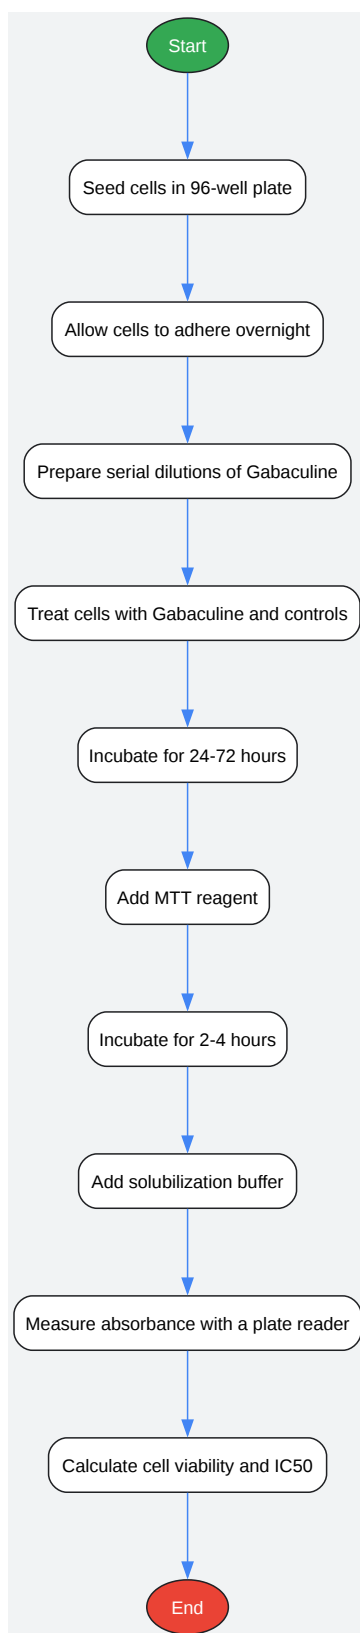 Start
Seed cells in 96-well plate
Allow cells to adhere overnight
Prepare serial dilutions of Gabaculine
Treat cells with Gabaculine and controls
Incubate for 24-72 hours
Add MTT reagent
Incubate for 2-4 hours
Add solubilization buffer
Measure absorbance with a plate reader
Calculate cell viability and IC50
End